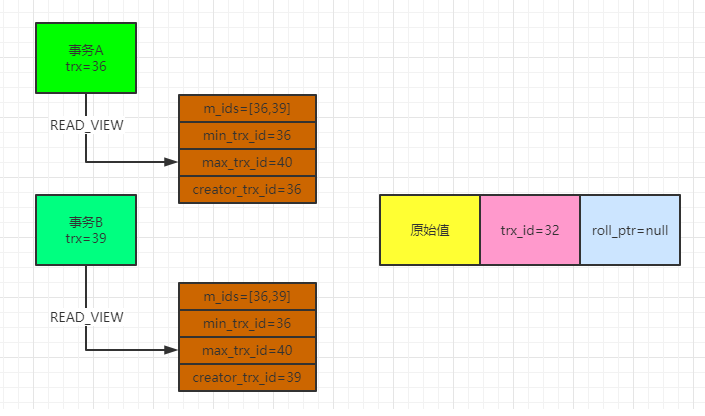 事务A
trx=36
READ_VIEW
m_ids=[36,39]
min_trx_id=36
max_trx_id=40
creator_trx_id=36
事务B
trx=39
READ_VIEW
m_ids=[36,39]
min_trx_id=36
max_trx_id=40
creator_trx_id=39
原始值
trx_id=32
roll_ptr=null